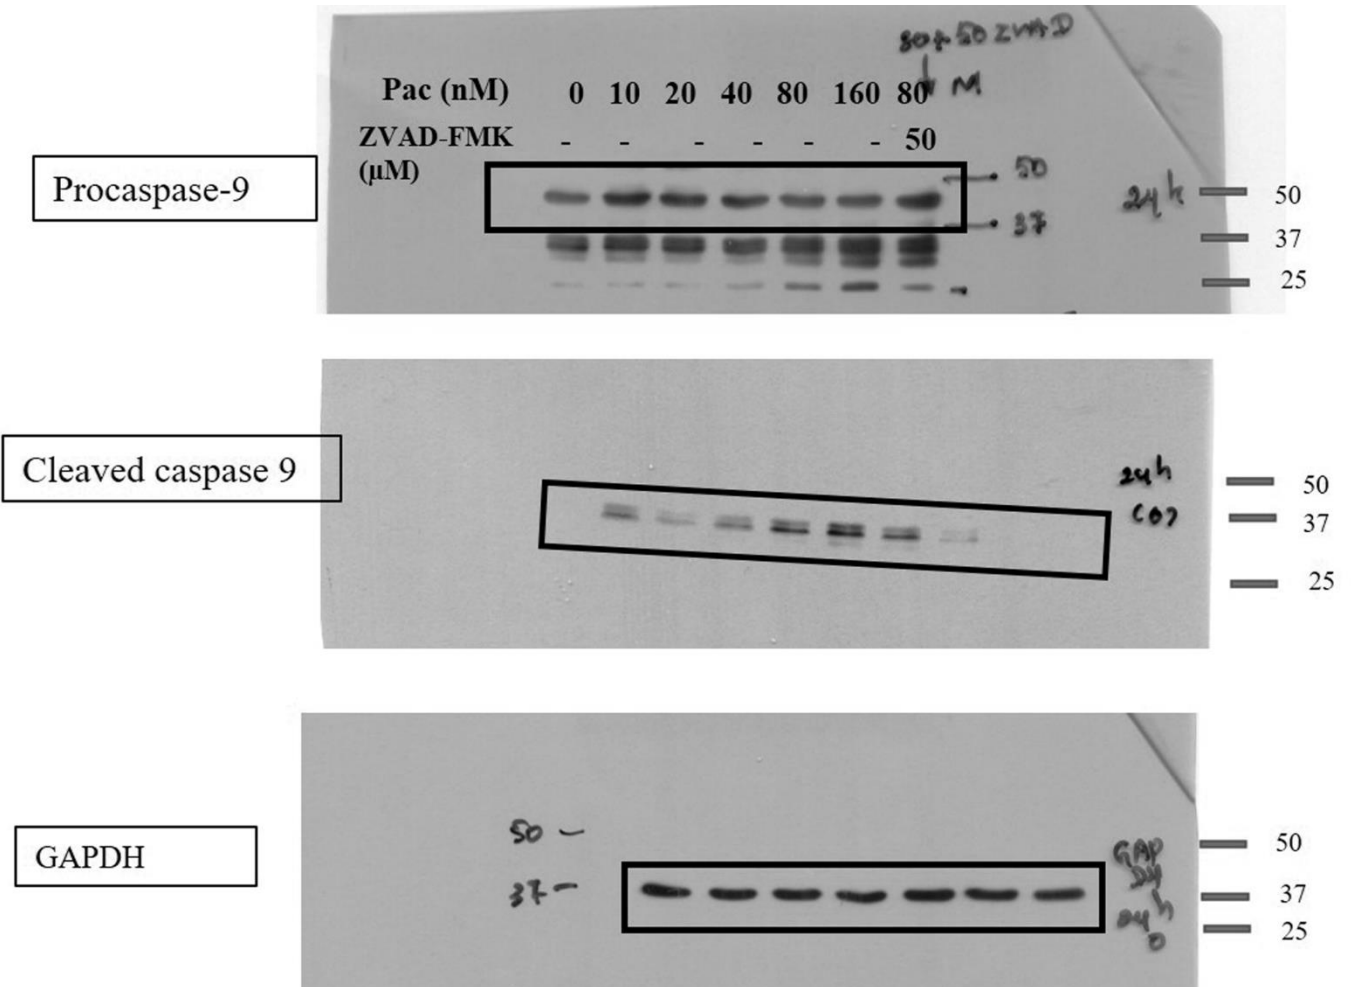 80+50 ZVAD
Pac (nM) 0 10 20 40 80 160 80 M
ZVAD-FMK - - - - - - 50
(μM)
Procaspase-9
50
37
24h
50
37
25
Cleaved caspase 9
24h
50
37
25
GAPDH
50 -
37 -
GAP
DH
24h
50
37
25